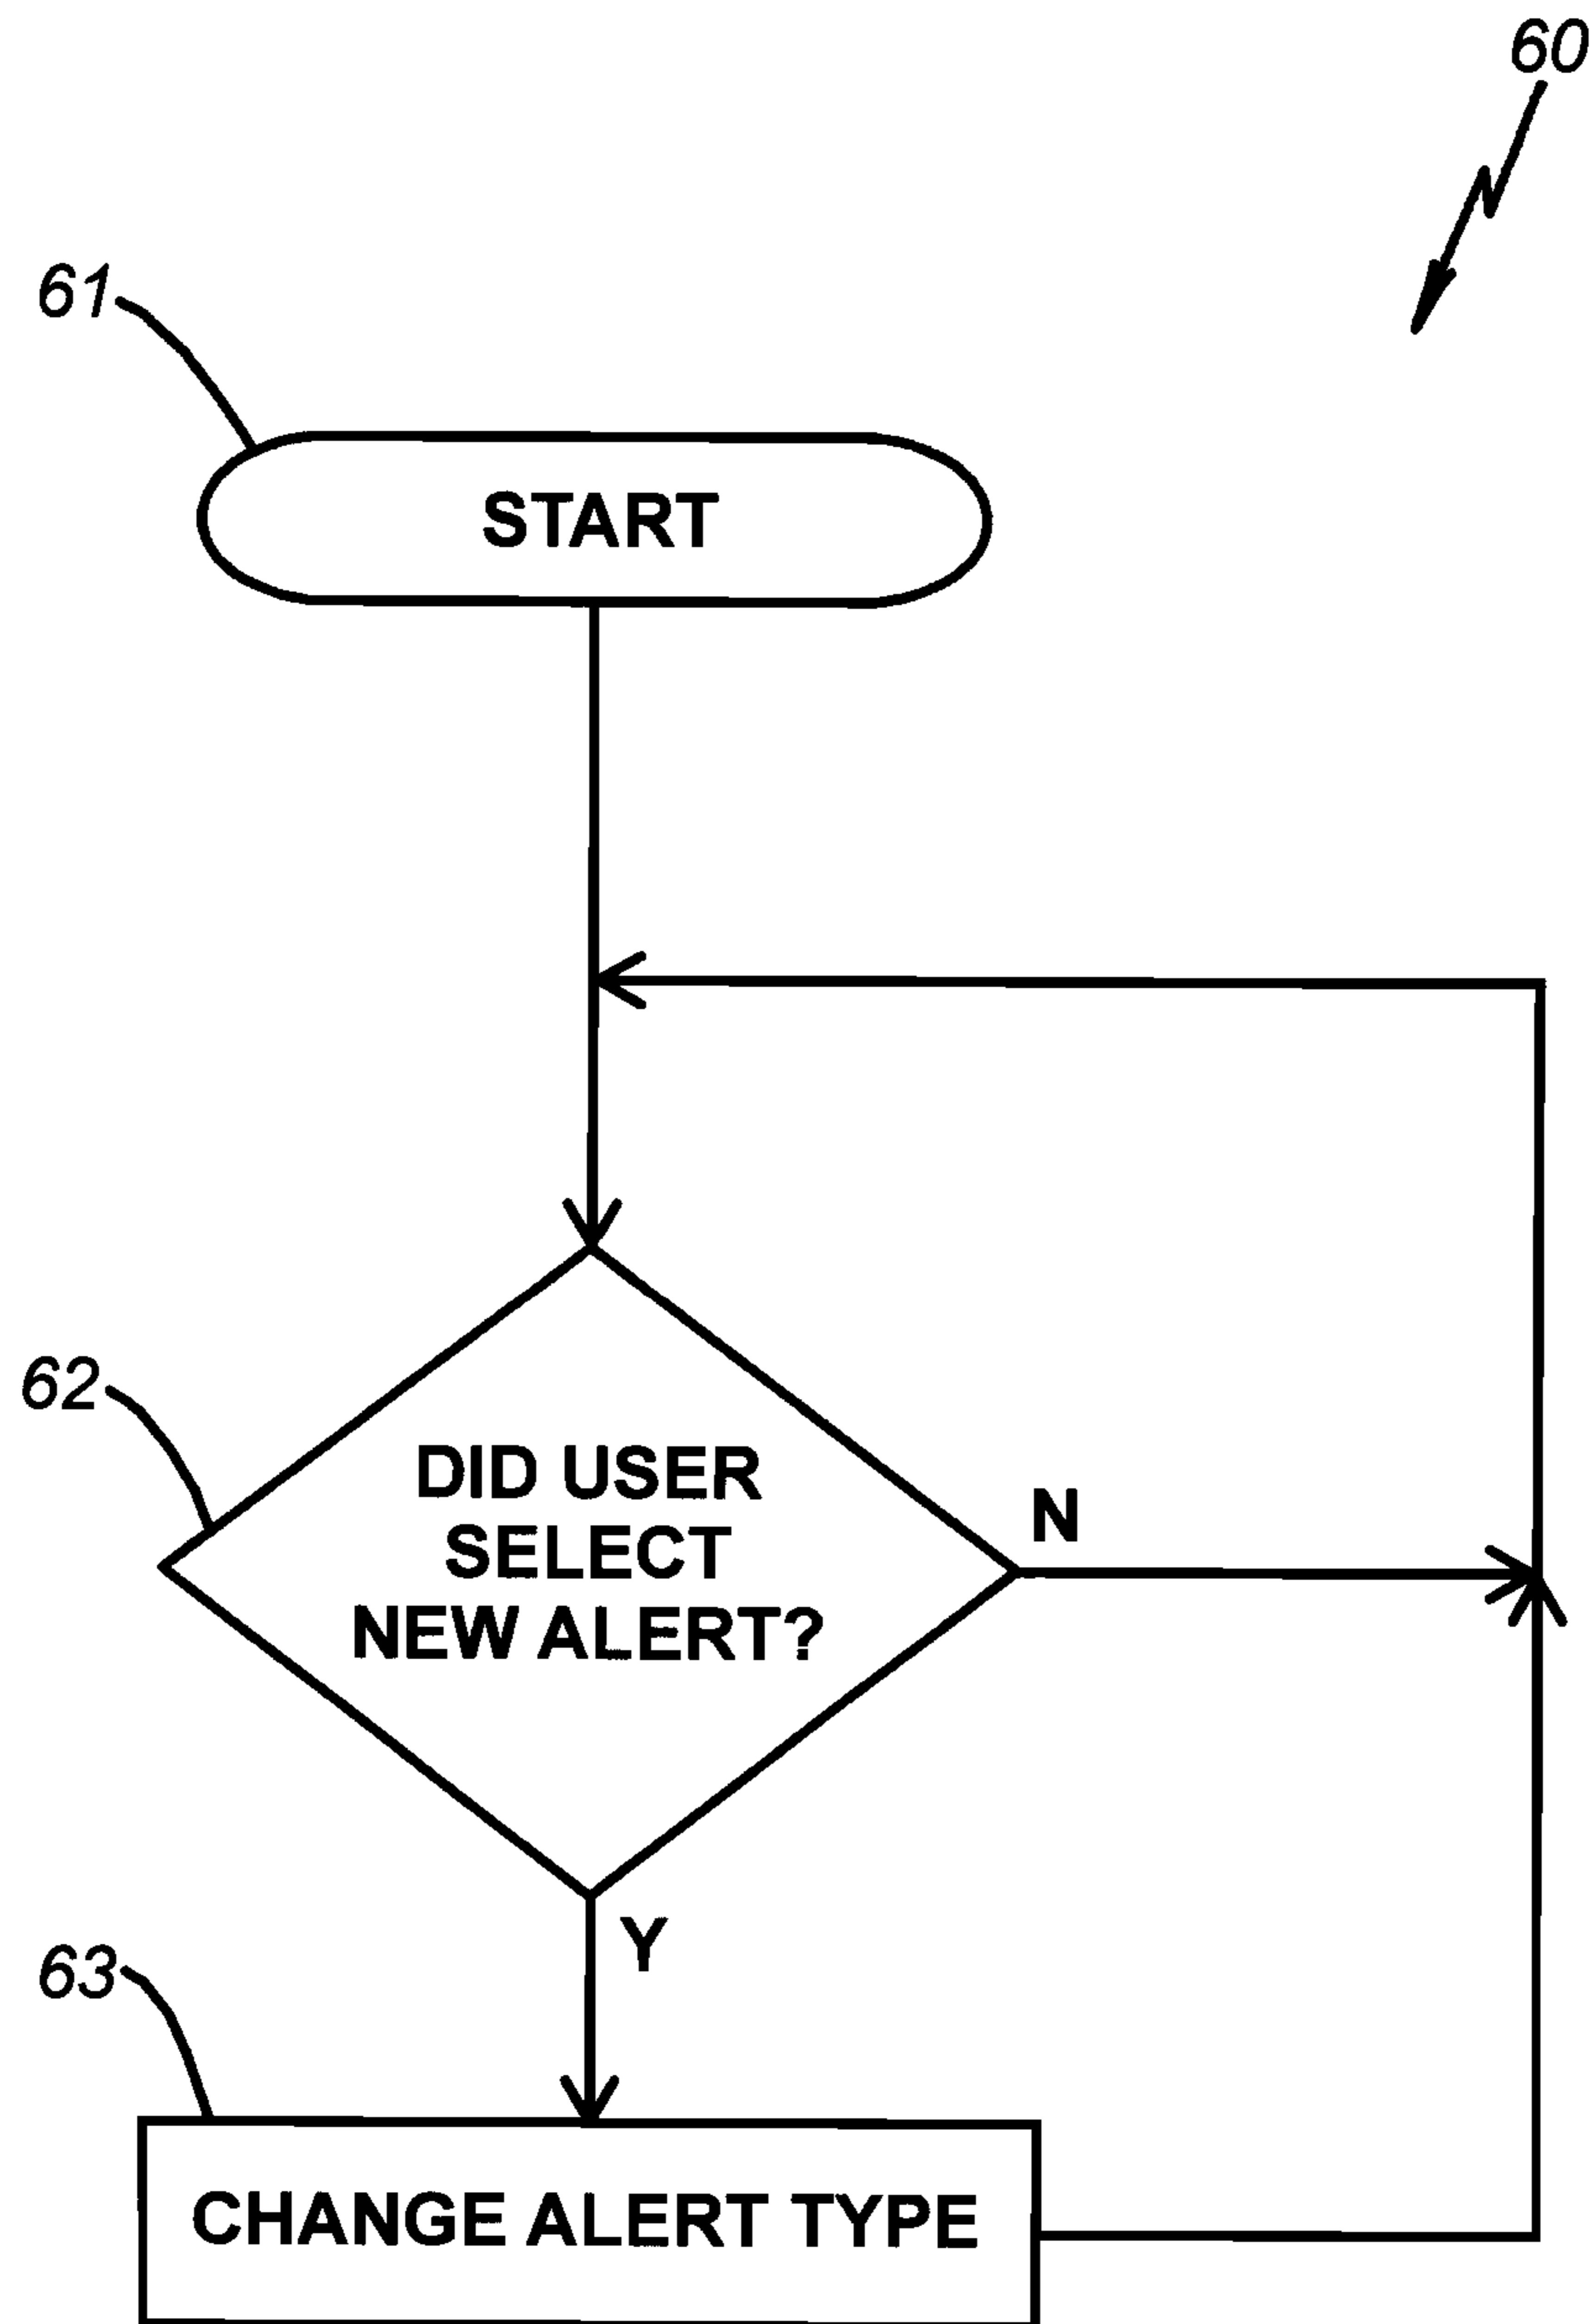 60
61
START
62
DID USER
SELECT
NEW ALERT?
N
Y
63
CHANGE ALERT TYPE